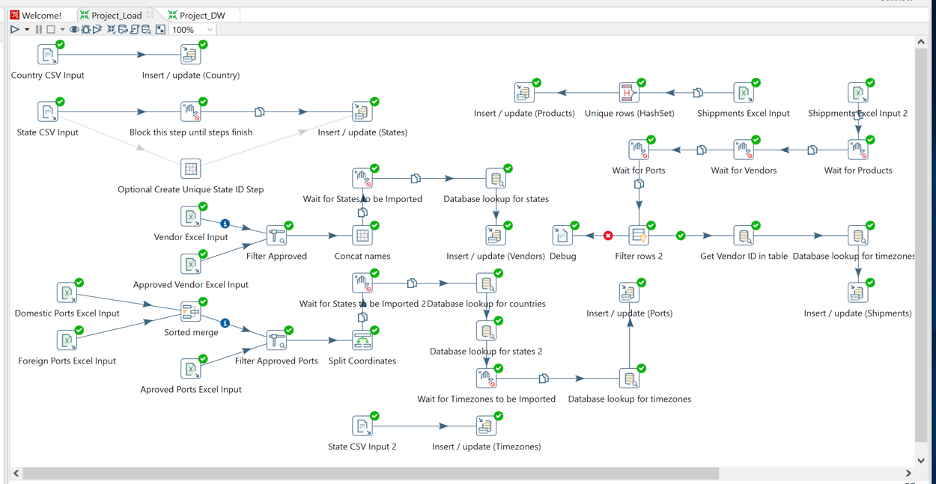 Welcome!
Project_Load
Project_DW
100%
Country CSV Input
Insert / update (Country)
State CSV Input
Block this step until steps finish
Insert / update (States)
Optional Create Unique State ID Step
Insert / update (Products)
Unique rows (HashSet)
Shippments Excel Input
Shippments Excel Input 2
Wait for Ports
Wait for Vendors
Wait for Products
Wait for States to be Imported
Database lookup for states
Vendor Excel Input
Filter Approved
Concat names
Insert / update (Vendors)
Debug
Filter rows 2
Get Vendor ID in table
Database lookup for timezones
Approved Vendor Excel Input
Wait for States to be Imported 2
Database lookup for countries
Domestic Ports Excel Input
Insert / update (Ports)
Insert / update (Shipments)
Sorted merge
Foreign Ports Excel Input
Filter Approved Ports
Split Coordinates
Database lookup for states 2
Aproved Ports Excel Input
Wait for Timezones to be Imported
Database lookup for timezones
State CSV Input 2
Insert / update (Timezones)